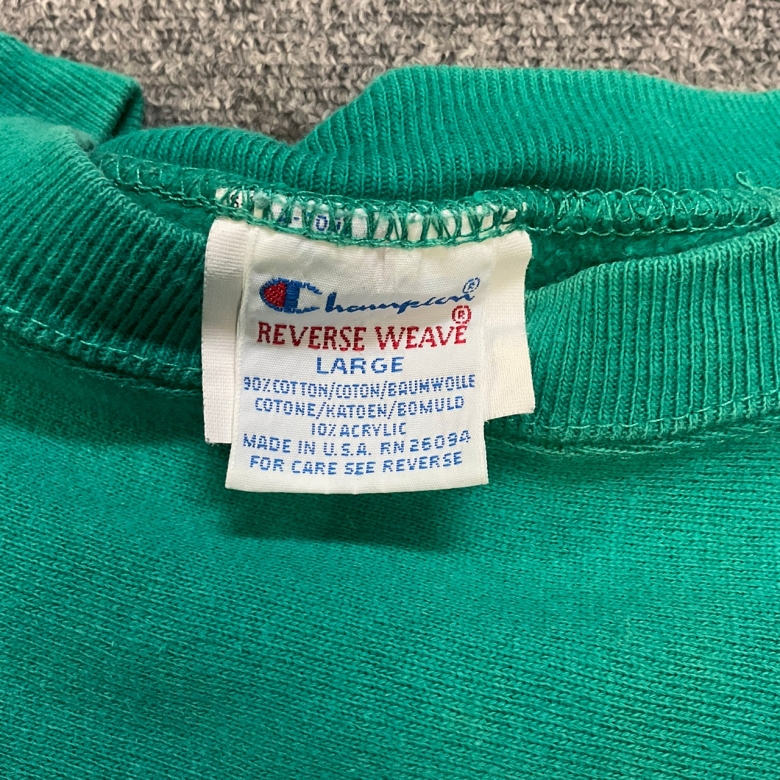 Champion®
REVERSE WEAVE®
LARGE
90% COTTON/COTON/BAUMWOLLE
COTONE/KATOEN/BOMULD
10% ACRYLIC
MADE IN U.S.A. RN 26094
FOR CARE SEE REVERSE